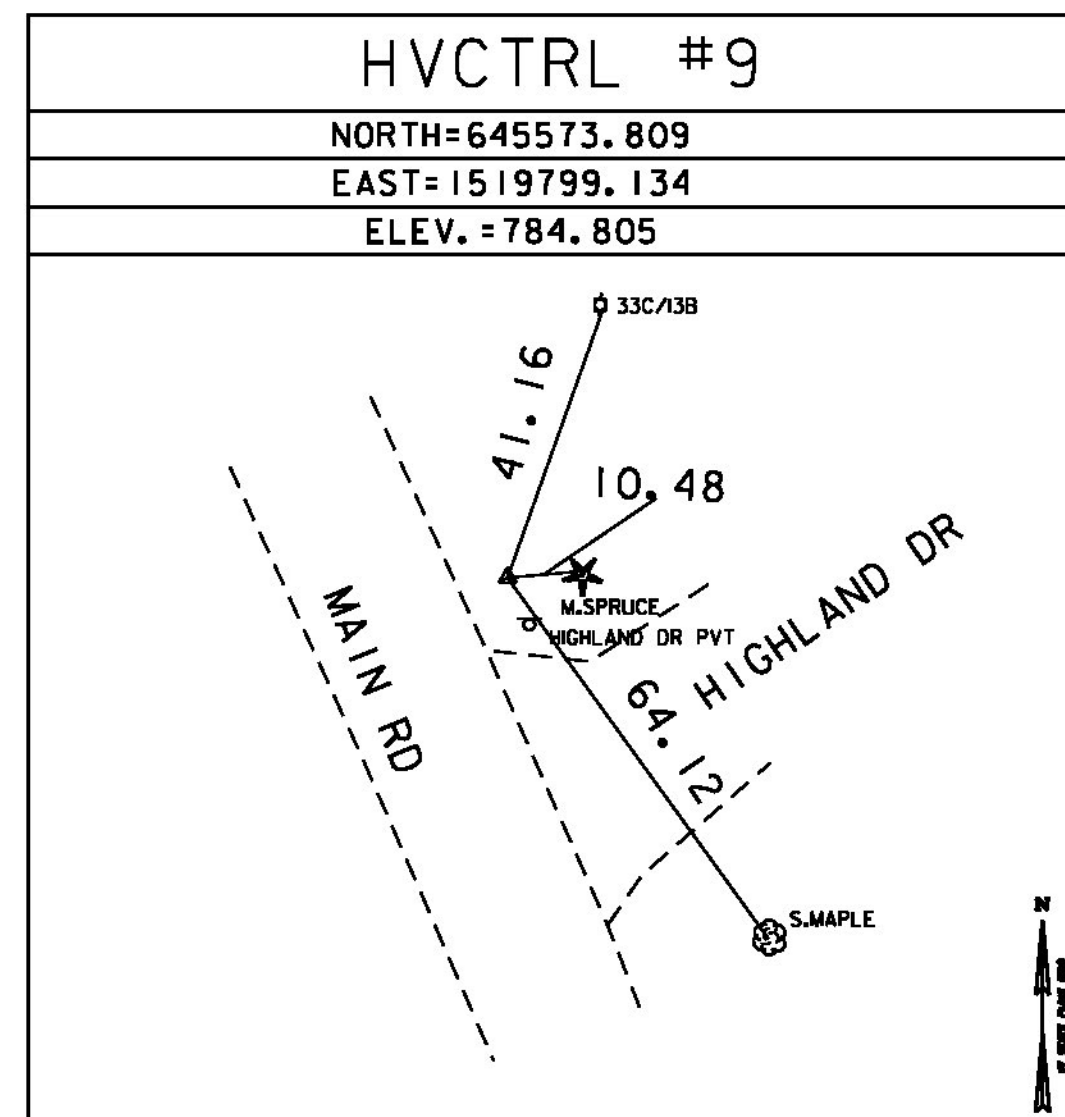 HVCTRL #9
NORTH=645573.809
EAST=1519799.134
ELEV.=784.805
33C/13B
41.16
10.48
HIGHLAND DR
M.SPRUCE
HIGHLAND DR PVT
MAIN RD
64.12
S.MAPLE
N